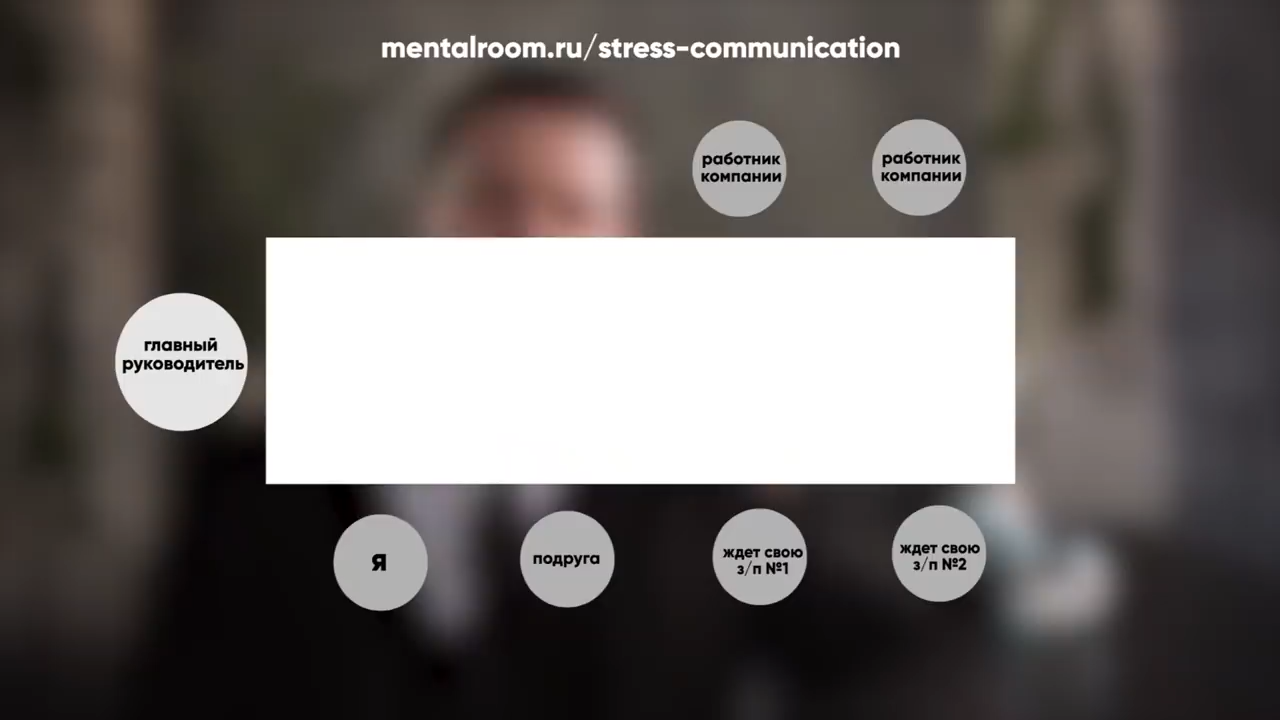 mentalroom.ru/stress-communication
работник
компании
работник
компании
главный
руководитель
я
подруга
ждет свою
з/п №1
ждет свою
з/п №2